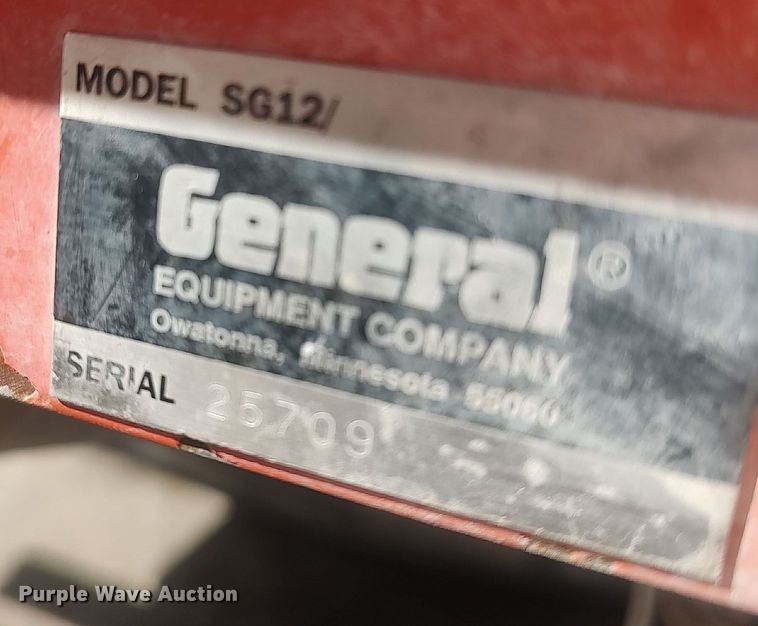 MODEL SG12/
General®
EQUIPMENT COMPANY
Owatonna, Minnesota 55060
SERIAL 25709
Purple Wave Auction